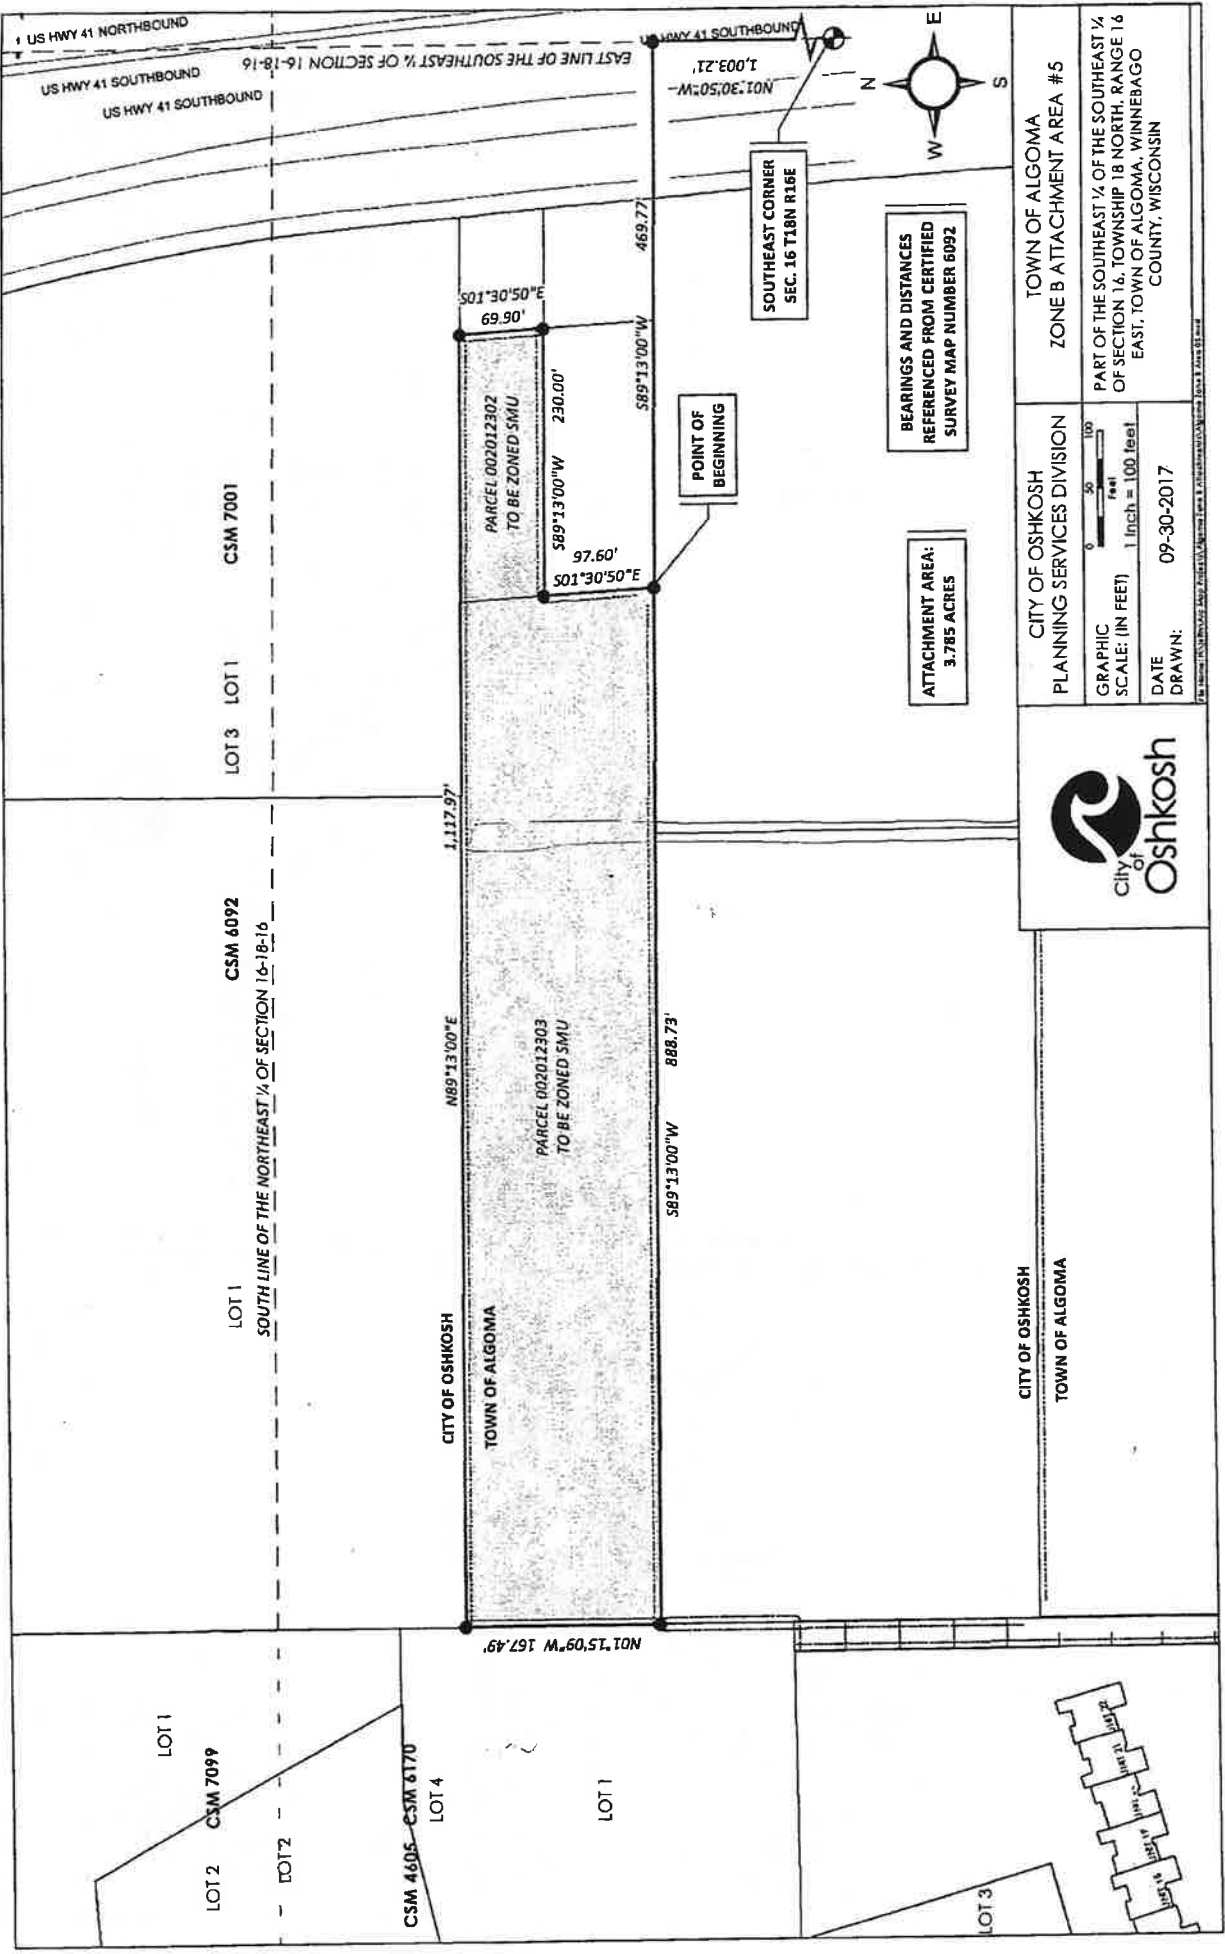 US HWY 41 NORTHBOUND
US HWY 41 SOUTHBOUND
US HWY 41 SOUTHBOUND
EAST LINE OF THE SOUTHEAST ¼ OF SECTION 16-18-16
US HWY 41 SOUTHBOUND
N01°30'50"W
1,003.21'
N
E
S
W
LOT 1
CSM 7099
LOT 2
LOT 2
CSM 4605
CSM 6170
LOT 4
LOT 1
LOT 3
LOT 1
CSM 6092
SOUTH LINE OF THE NORTHEAST ¼ OF SECTION 16-18-16
LOT 3
LOT 1
CSM 7001
CITY OF OSHKOSH
N89°13'00"E
1,117.97'
TOWN OF ALGOMA
S01°30'50"E
69.90'
PARCEL 002012302
TO BE ZONED SMU
S89°13'00"W
230.00'
97.60'
S01°30'50"E
PARCEL 002012303
TO BE ZONED SMU
N01°15'09"W 167.49'
S89°13'00"W
888.73'
S89°13'00"W
469.77'
POINT OF
BEGINNING
SOUTHEAST CORNER
SEC. 16 T18N R16E
BEARINGS AND DISTANCES
REFERENCED FROM CERTIFIED
SURVEY MAP NUMBER 6092
ATTACHMENT AREA:
3.785 ACRES
CITY OF OSHKOSH
TOWN OF ALGOMA
UNIT 21
City
of
Oshkosh
CITY OF OSHKOSH
PLANNING SERVICES DIVISION
GRAPHIC
SCALE: (IN FEET)
0
50
100
Feet
1 inch = 100 feet
DATE
DRAWN:
09-30-2017
TOWN OF ALGOMA
ZONE B ATTACHMENT AREA #5
PART OF THE SOUTHEAST ¼ OF THE SOUTHEAST ¼
OF SECTION 16, TOWNSHIP 18 NORTH, RANGE 16
EAST, TOWN OF ALGOMA, WINNEBAGO
COUNTY, WISCONSIN